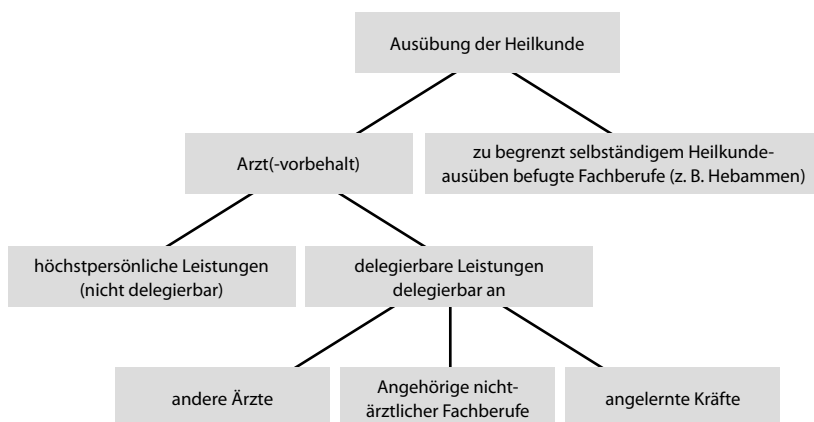 Ausübung der Heilkunde
Arzt(-vorbehalt)
zu begrenzt selbständigem Heilkunde-
ausüben befugte Fachberufe (z. B. Hebammen)
höchstpersönliche Leistungen
(nicht delegierbar)
delegierbare Leistungen
delegierbar an
andere Ärzte
Angehörige nicht-
ärztlicher Fachberufe
angelernte Kräfte